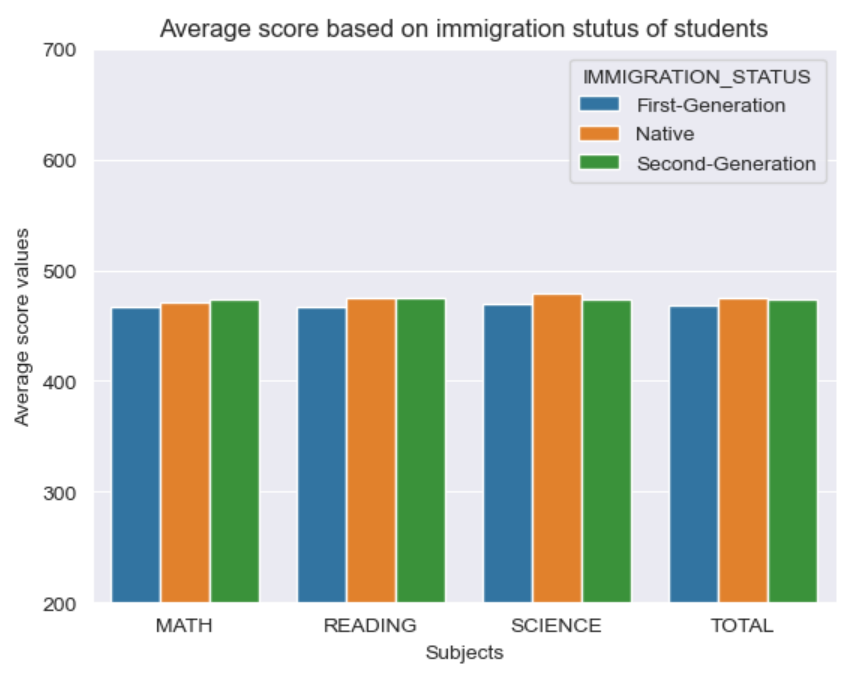 Average score based on immigration stutus of students
700
600
500
400
300
200
Average score values
IMMIGRATION_STATUS
First-Generation
Native
Second-Generation
MATH READING SCIENCE TOTAL
Subjects